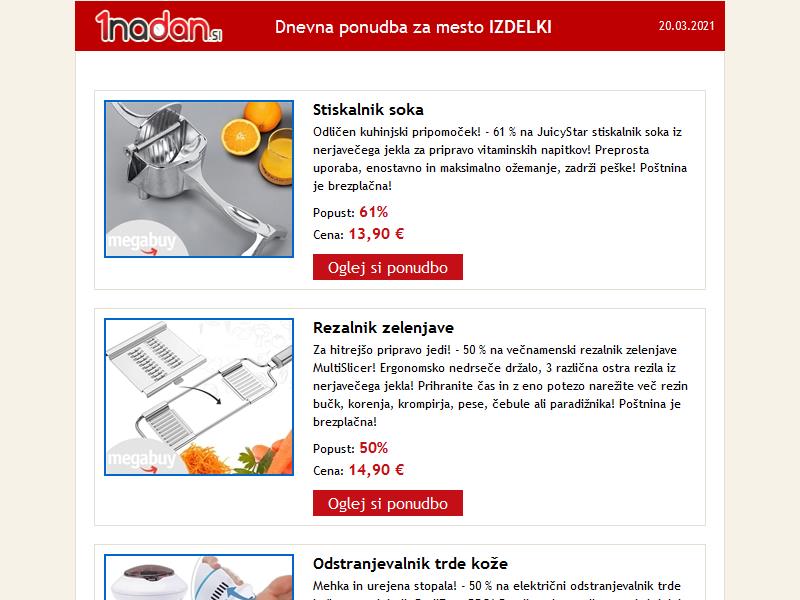 1nadan.si
Dnevna ponudba za mesto IZDELKI
20.03.2021
Stiskalnik soka
Odličen kuhinjski pripomoček! - 61 % na JuicyStar stiskalnik soka iz
nerjavečega jekla za pripravo vitaminskih napitkov! Preprosta
uporaba, enostavno in maksimalno ožemanje, zadrži peške! Poštnina
je brezplačna!
Popust: 61%
Cena: 13,90 €
Oglej si ponudbo
megabuy
Rezalnik zelenjave
Za hitrejšo pripravo jedi! - 50 % na večnamenski rezalnik zelenjave
MultiSlicer! Ergonomsko nedrseče držalo, 3 različna ostra rezila iz
nerjavečega jekla! Prihranite čas in z eno potezo narežite več rezin
bučk, korenja, krompirja, pese, čebule ali paradižnika! Poštnina je
brezplačna!
Popust: 50%
Cena: 14,90 €
Oglej si ponudbo
megabuy
Odstranjevalnik trde kože
Mehka in urejena stopala! - 50 % na električni odstranjevalnik trde